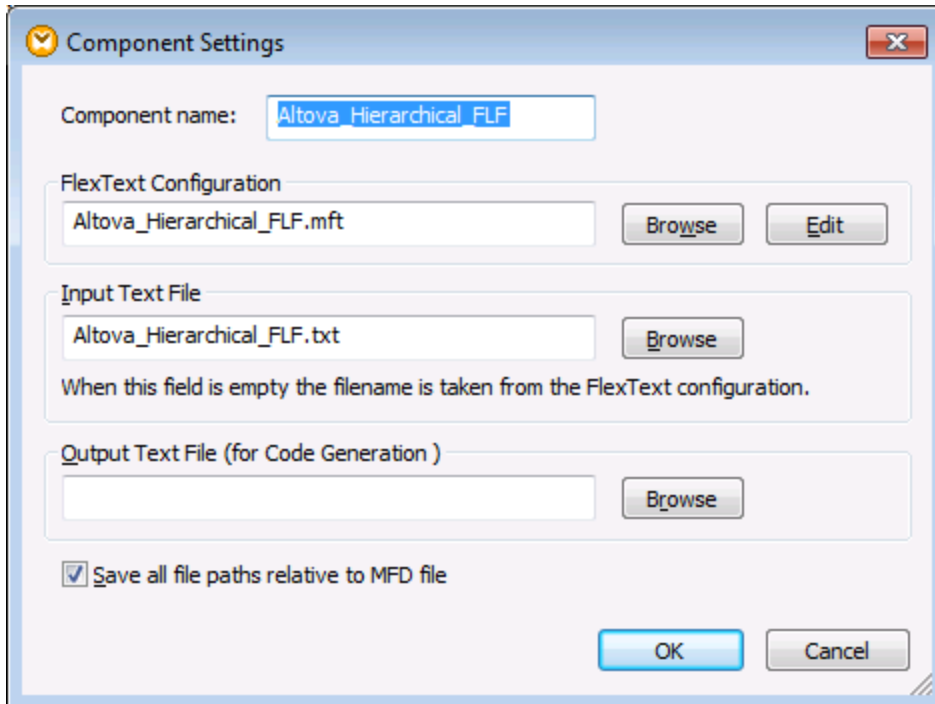 Component Settings
Component name: Altova_Hierarchical_FLF
FlexText Configuration
Altova_Hierarchical_FLF.mft Browse Edit
Input Text File
Altova_Hierarchical_FLF.txt Browse
When this field is empty the filename is taken from the FlexText configuration.
Output Text File (for Code Generation )
Browse
Save all file paths relative to MFD file
OK Cancel